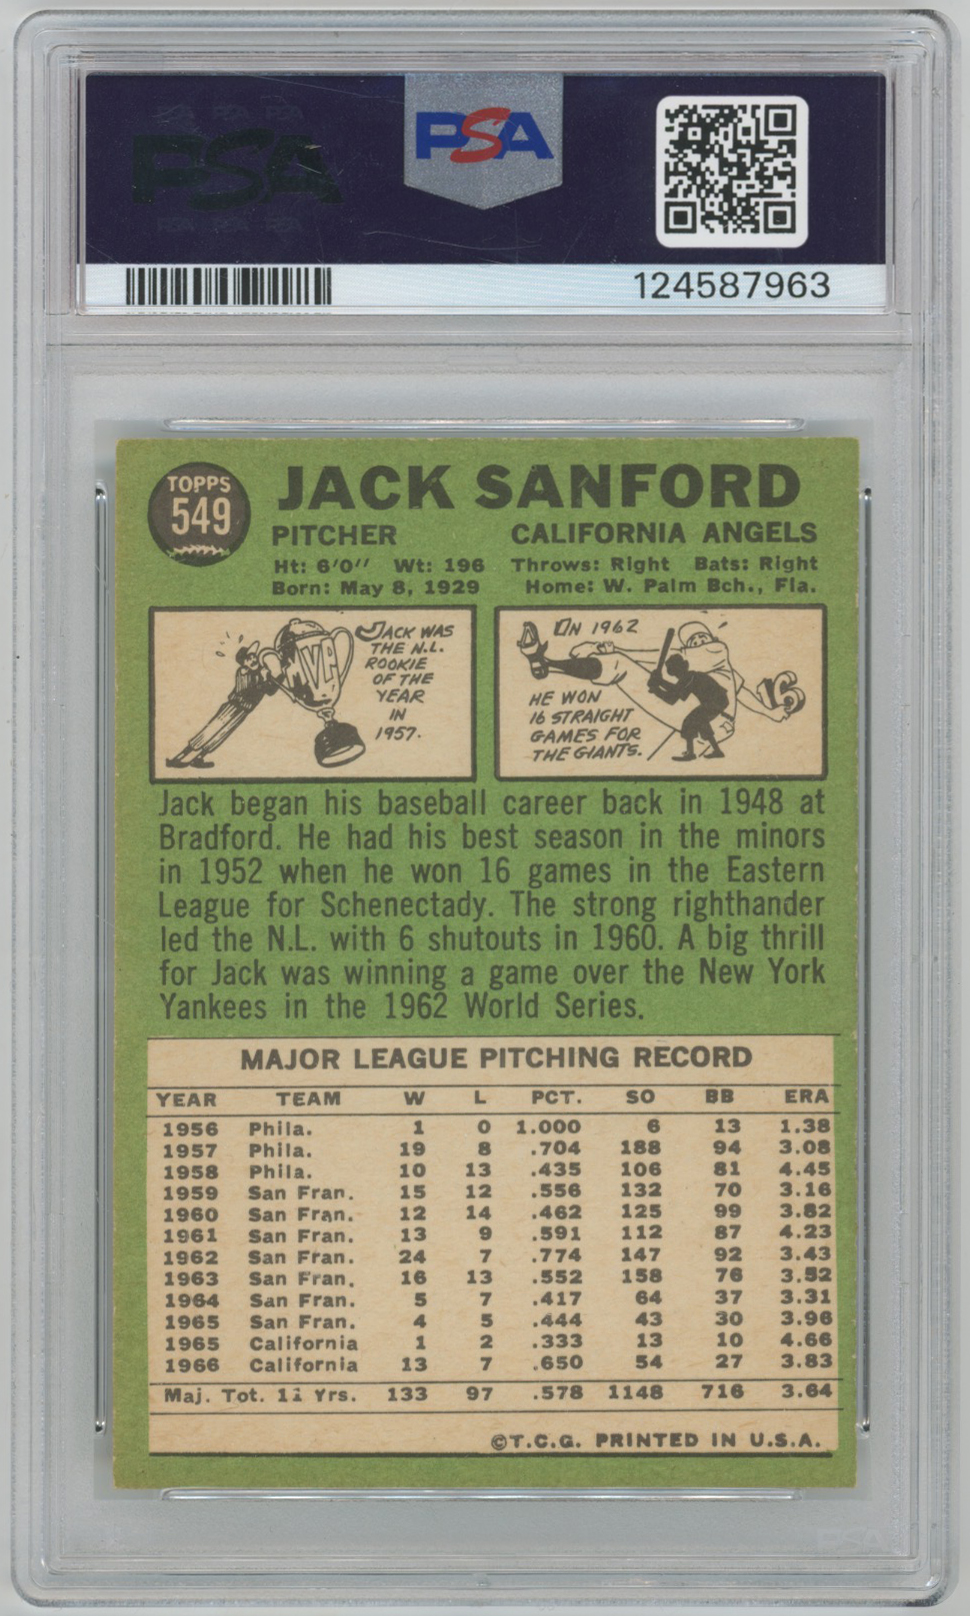 PSA
PSA
124587963
TOPPS
549
JACK SANFORD
PITCHER CALIFORNIA ANGELS
Ht: 6'0" Wt: 196 Throws: Right Bats: Right
Born: May 8, 1929 Home: W. Palm Bch., Fla.
MVP
JACK WAS
THE N.L.
ROOKIE
OF THE
YEAR
IN
1957.
IN 1962
16
HE WON
16 STRAIGHT
GAMES FOR
THE GIANTS.
Jack began his baseball career back in 1948 at
Bradford. He had his best season in the minors
in 1952 when he won 16 games in the Eastern
League for Schenectady. The strong righthander
led the N.L. with 6 shutouts in 1960. A big thrill
for Jack was winning a game over the New York
Yankees in the 1962 World Series.
MAJOR LEAGUE PITCHING RECORD
YEAR TEAM W L PCT. SO BB ERA
1956 Phila. 1 0 1.000 6 13 1.38
1957 Phila. 19 8 .704 188 94 3.08
1958 Phila. 10 13 .435 106 81 4.45
1959 San Fran. 15 12 .556 132 70 3.16
1960 San Fran. 12 14 .462 125 99 3.82
1961 San Fran. 13 9 .591 112 87 4.23
1962 San Fran. 24 7 .774 147 92 3.43
1963 San Fran. 16 13 .552 158 76 3.52
1964 San Fran. 5 7 .417 64 37 3.31
1965 San Fran. 4 5 .444 43 30 3.96
1965 California 1 2 .333 13 10 4.66
1966 California 13 7 .650 54 27 3.83
Maj. Tot. 11 Yrs. 133 97 .578 1148 716 3.64
©T.C.G. PRINTED IN U.S.A.